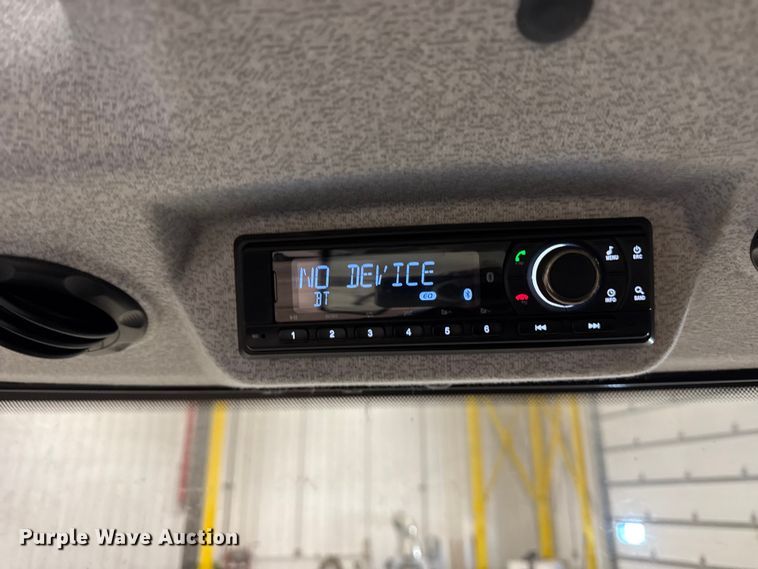 NO DEVICE
BT
EQ
MENU
SRC
INFO
BAND
1 2 3 4 5 6
Purple Wave Auction